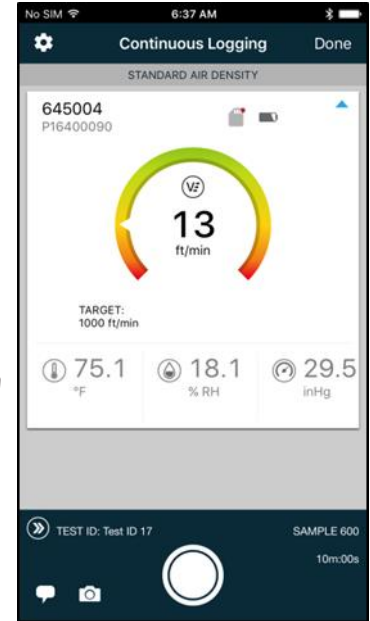 No SIM 6:37 AM
Continuous Logging Done
STANDARD AIR DENSITY
645004
P16400090
V
13
ft/min
TARGET:
1000 ft/min
75.1 18.1 29.5
°F % RH inHg
TEST ID: Test ID 17 SAMPLE 600
10m:00s